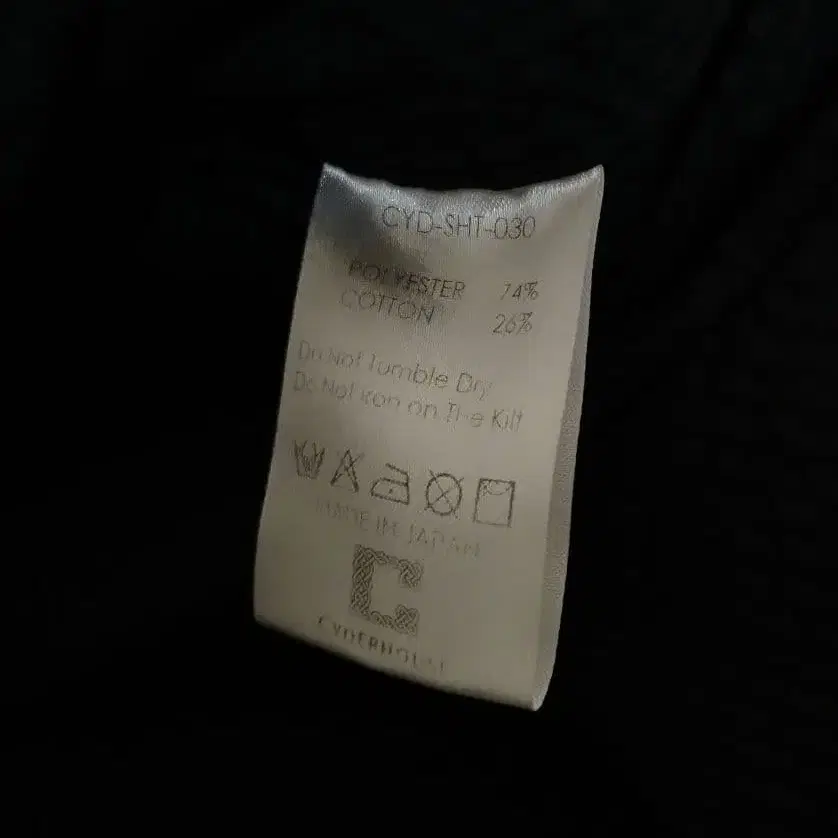 CYD-SHT-030
POLYESTER 74%
COTTON 26%
Do Not Tumble Dry
Do Not Iron on The Kilt
MADE IN JAPAN
CYDERHOUSE